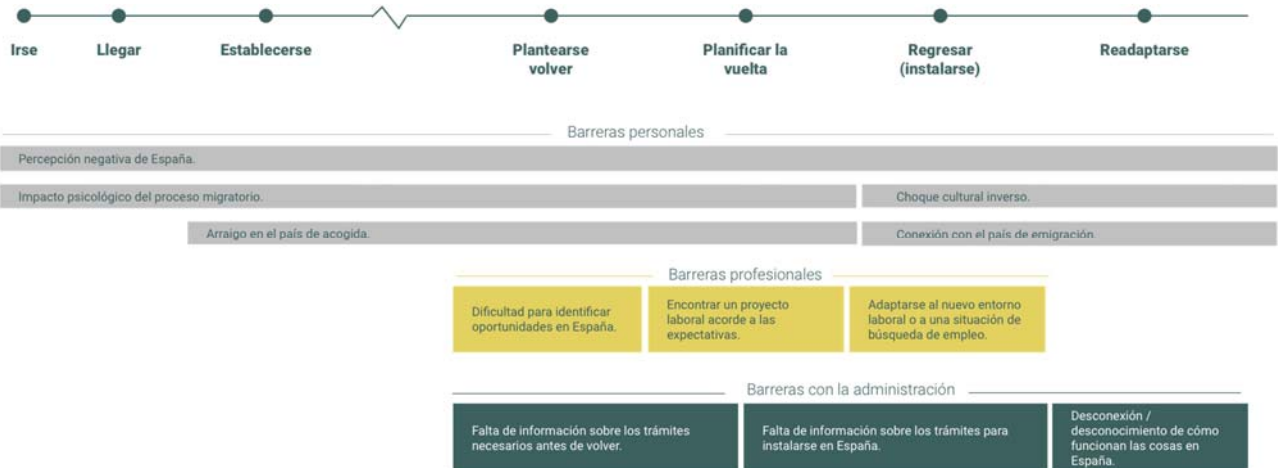 Irse
Llegar
Establecerse
Plantearse
volver
Planificar la
vuelta
Regresar
(instalarse)
Readaptarse
Barreras personales
Percepción negativa de España.
Impacto psicológico del proceso migratorio.
Choque cultural inverso.
Arraigo en el país de acogida.
Conexión con el país de emigración.
Barreras profesionales
Dificultad para identificar
oportunidades en España.
Encontrar un proyecto
laboral acorde a las
expectativas.
Adaptarse al nuevo entorno
laboral o a una situación de
búsqueda de empleo.
Barreras con la administración
Falta de información sobre los trámites
necesarios antes de volver.
Falta de información sobre los trámites para
instalarse en España.
Desconexión /
desconocimiento de cómo
funcionan las cosas en
España.